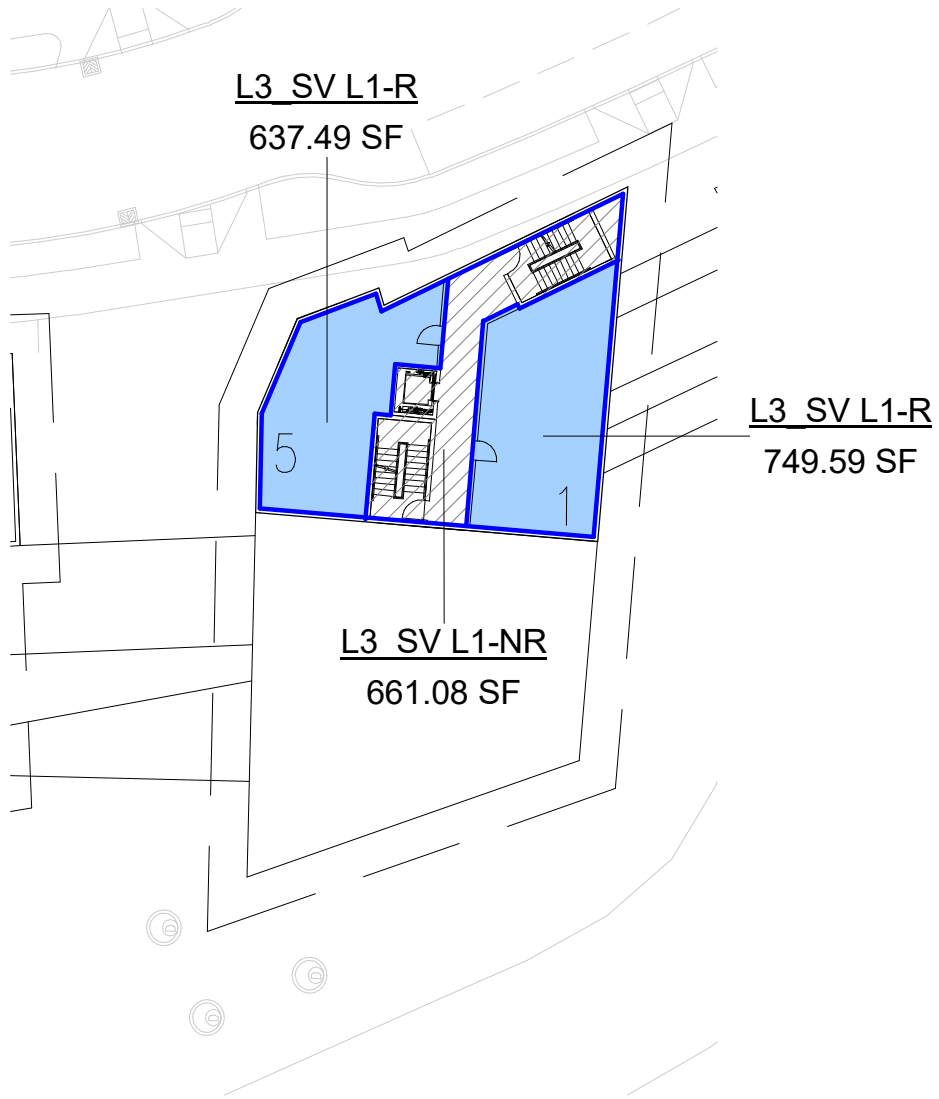 L3_SV L1-R
637.49 SF
L3_SV L1-R
749.59 SF
5
1
L3_SV L1-NR
661.08 SF